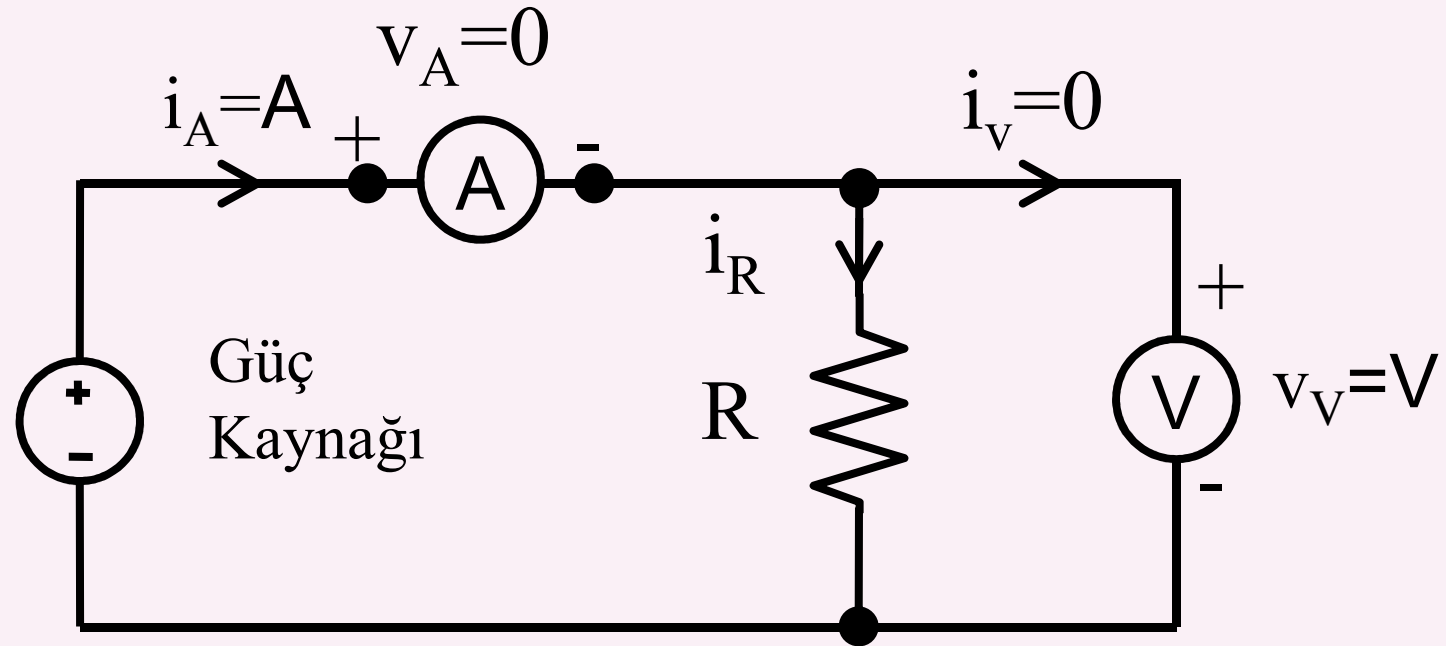 v_A=0
i_A=A
i_v=0
+
-
A
i_R
+
Güç
Kaynağı
+
-
R
V
v_V=V
-